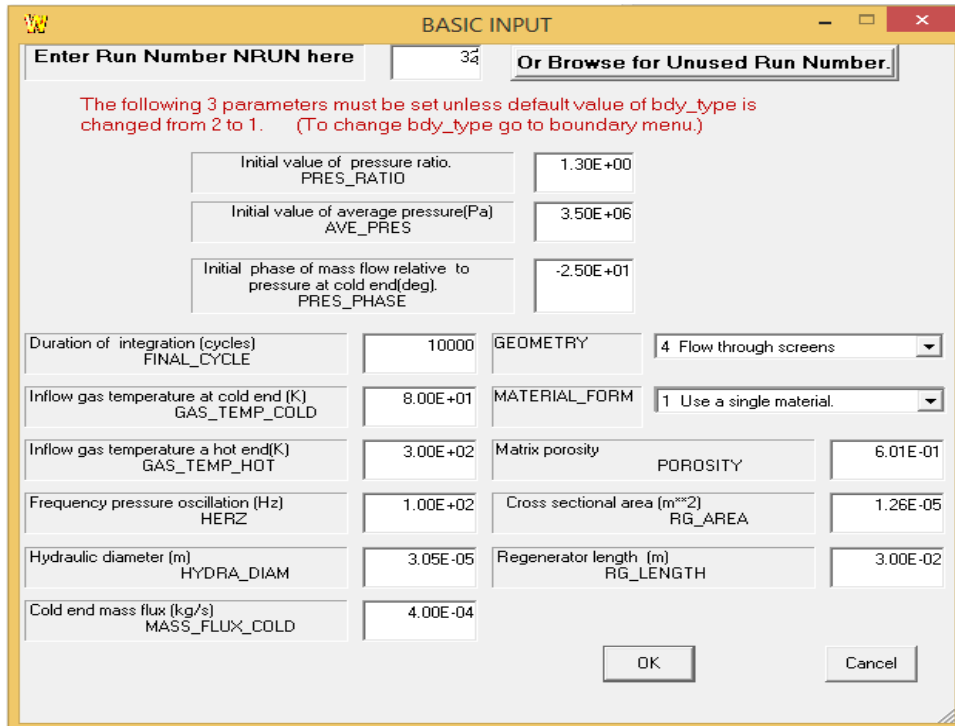 BASIC INPUT
Enter Run Number NRUN here
32
Or Browse for Unused Run Number.
The following 3 parameters must be set unless default value of bdy_type is
changed from 2 to 1. (To change bdy_type go to boundary menu.)
Initial value of pressure ratio.
PRES_RATIO
1.30E+00
Initial value of average pressure(Pa)
AVE_PRES
3.50E+06
Initial phase of mass flow relative to
pressure at cold end(deg).
PRES_PHASE
-2.50E+01
Duration of integration (cycles)
FINAL_CYCLE
10000
GEOMETRY
4 Flow through screens
Inflow gas temperature at cold end (K)
GAS_TEMP_COLD
8.00E+01
MATERIAL_FORM
1 Use a single material.
Inflow gas temperature a hot end(K)
GAS_TEMP_HOT
3.00E+02
Matrix porosity
POROSITY
6.01E-01
Frequency pressure oscillation (Hz)
HERZ
1.00E+02
Cross sectional area (m**2)
RG_AREA
1.26E-05
Hydraulic diameter (m)
HYDRA_DIAM
3.05E-05
Regenerator length (m)
RG_LENGTH
3.00E-02
Cold end mass flux (kg/s)
MASS_FLUX_COLD
4.00E-04
OK
Cancel